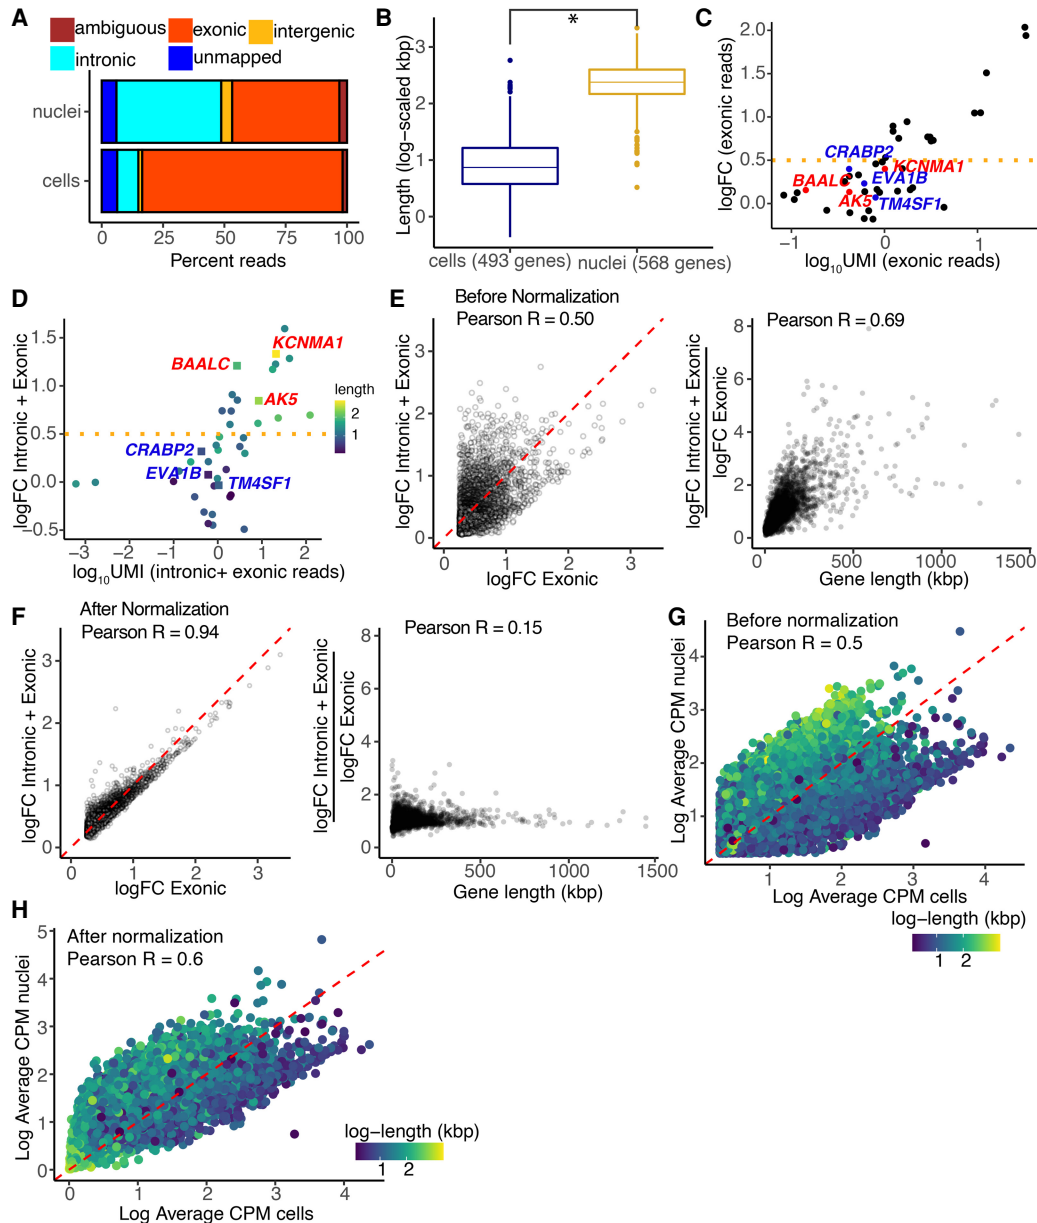 A
ambiguous exonic intergenic
intronic unmapped
nuclei
cells
0 25 50 75 100
Percent reads
B
*
Length (log−scaled kbp)
3
2
1
0
cells (493 genes) nuclei (568 genes)
C
logFC (exonic reads)
2.0
1.5
1.0
0.5
0.0
CRABP2
KCNMA1
BAALC
EVA1B
AK5
TM4SF1
−1 0 1
log10UMI (exonic reads)
D
logFC Intronic + Exonic
1.5
1.0
0.5
0.0
−0.5
KCNMA1
BAALC
AK5
CRABP2
EVA1B
TM4SF1
length
2
1
−3 −2 −1 0 1 2
log10UMI (intronic+ exonic reads)
E
Before Normalization
Pearson R = 0.50
logFC Intronic + Exonic
3
2
1
0
0 1 2 3
logFC Exonic
Pearson R = 0.69
logFC Intronic + Exonic
logFC Exonic
8
6
4
2
0
0 500 1000 1500
Gene length (kbp)
F
After Normalization
Pearson R = 0.94
logFC Intronic + Exonic
3
2
1
0
0 1 2 3
logFC Exonic
Pearson R = 0.15
logFC Intronic + Exonic
logFC Exonic
8
6
4
2
0
0 500 1000 1500
Gene length (kbp)
G
Before normalization
Pearson R = 0.5
Log Average CPM nuclei
4
3
2
1
1 2 3 4
Log Average CPM cells
log−length (kbp)
1 2
H
After normalization
Pearson R = 0.6
Log Average CPM nuclei
5
4
3
2
1
0
0 1 2 3 4
Log Average CPM cells
log−length (kbp)
1 2